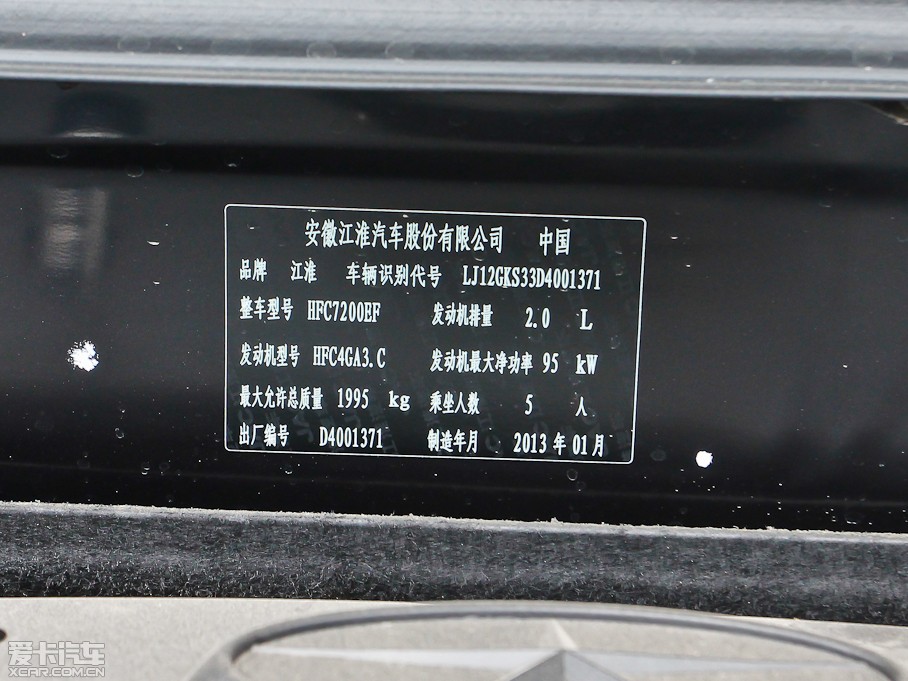 安徽江淮汽车股份有限公司 中国
品牌 江淮 车辆识别代号 LJ12GKS33D4001371
整车型号 HFC7200EF 发动机排量 2.0 L
发动机型号 HFC4GA3.C 发动机最大净功率 95 kW
最大允许总质量 1995 kg 乘坐人数 5 人
出厂编号 D4001371 制造年月 2013 年 01 月
爱卡汽车
XCAR.COM.CN